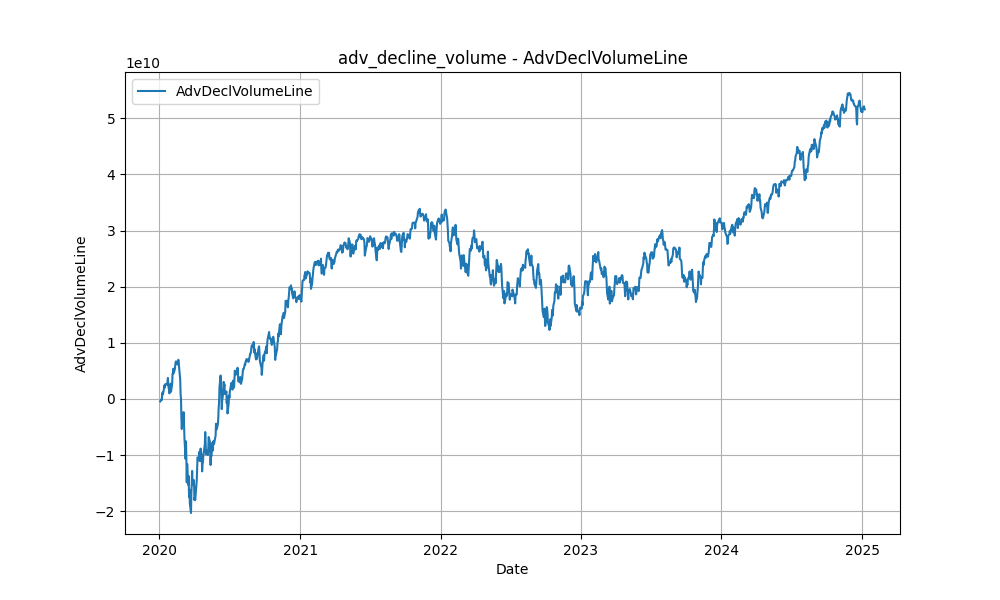 adv_decline_volume - AdvDeclVolumeLine
1e10
AdvDeclVolumeLine
5
4
3
2
1
0
−1
−2
AdvDeclVolumeLine
2020 2021 2022 2023 2024 2025
Date